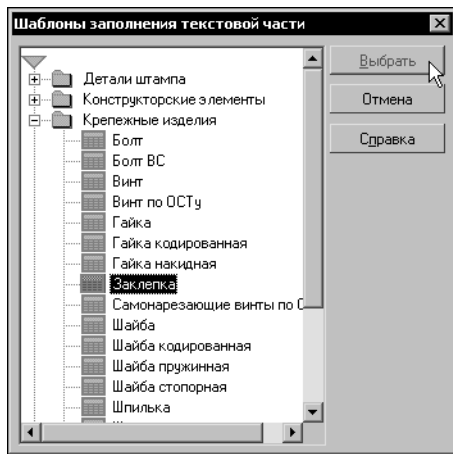 Шаблоны заполнения текстовой части
Выбрать
Детали штампа
Конструкторские элементы
Отмена
Крепежные изделия
Болт
Справка
Болт ВС
Винт
Винт по ОСТу
Гайка
Гайка кодированная
Гайка накидная
Заклепка
Самонарезающие винты по
Шайба
Шайба кодированная
Шайба пружинная
Шайба стопорная
Шпилька